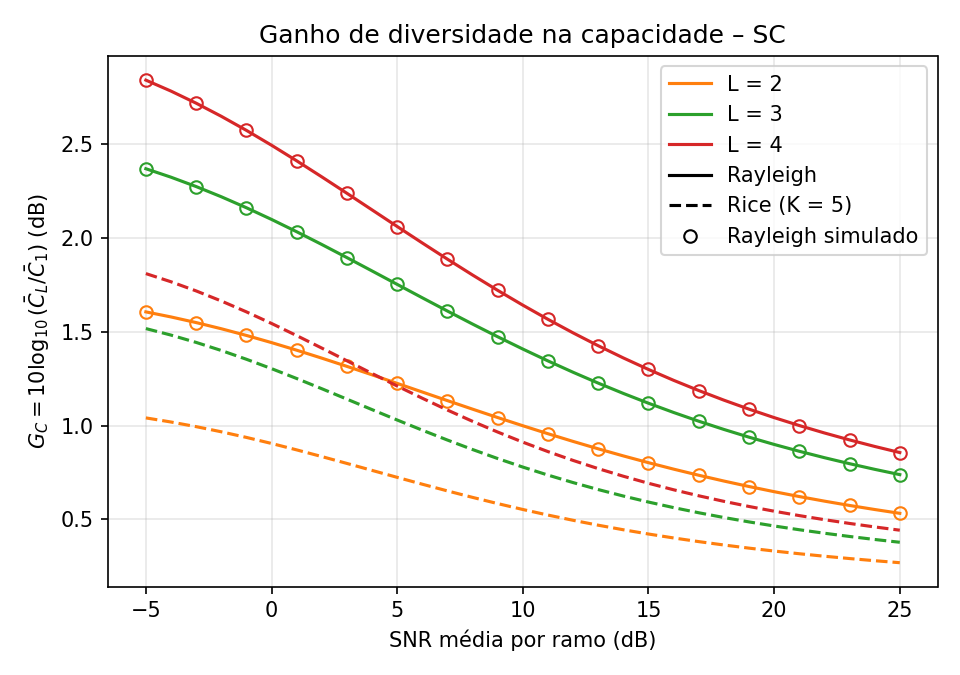 Ganho de diversidade na capacidade – SC
L = 2
L = 3
L = 4
Rayleigh
Rice (K = 5)
Rayleigh simulado
2.5
2.0
1.5
1.0
0.5
G_C = 10log₁₀(C̄_L/C̄₁) (dB)
−5 0 5 10 15 20 25
SNR média por ramo (dB)